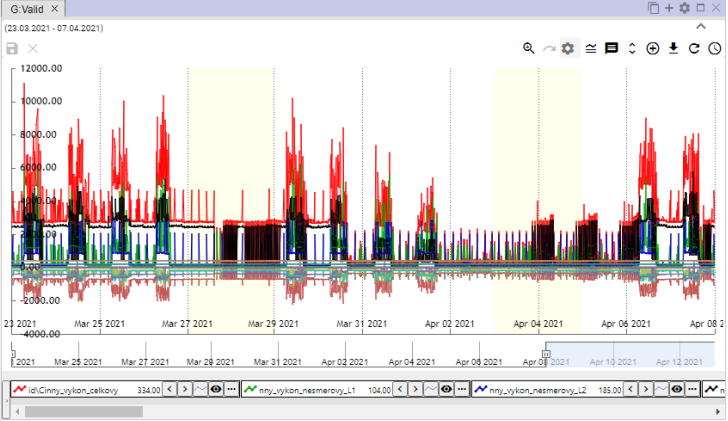 G:Valid
(23.03.2021 - 07.04.2021)
12000.00
10000.00
8000.00
6000.00
4000.00
2000.00
0.00
-2000.00
-4000.00
23 2021 Mar 25 2021 Mar 27 2021 Mar 29 2021 Mar 31 2021 Apr 02 2021 Apr 04 2021 Apr 06 2021 Apr 08 2
2021 Mar 25 2021 Mar 27 2021 Mar 29 2021 Mar 31 2021 Apr 02 2021 Apr 04 2021 Apr 06 2021 Apr 08 2021 Apr 10 2021 Apr 12 2021
id\Cinny_vykon_celkovy 334.00 nny_vykon_nesmerovy_L1 104.00 nny_vykon_nesmerovy_L2 185.00 n